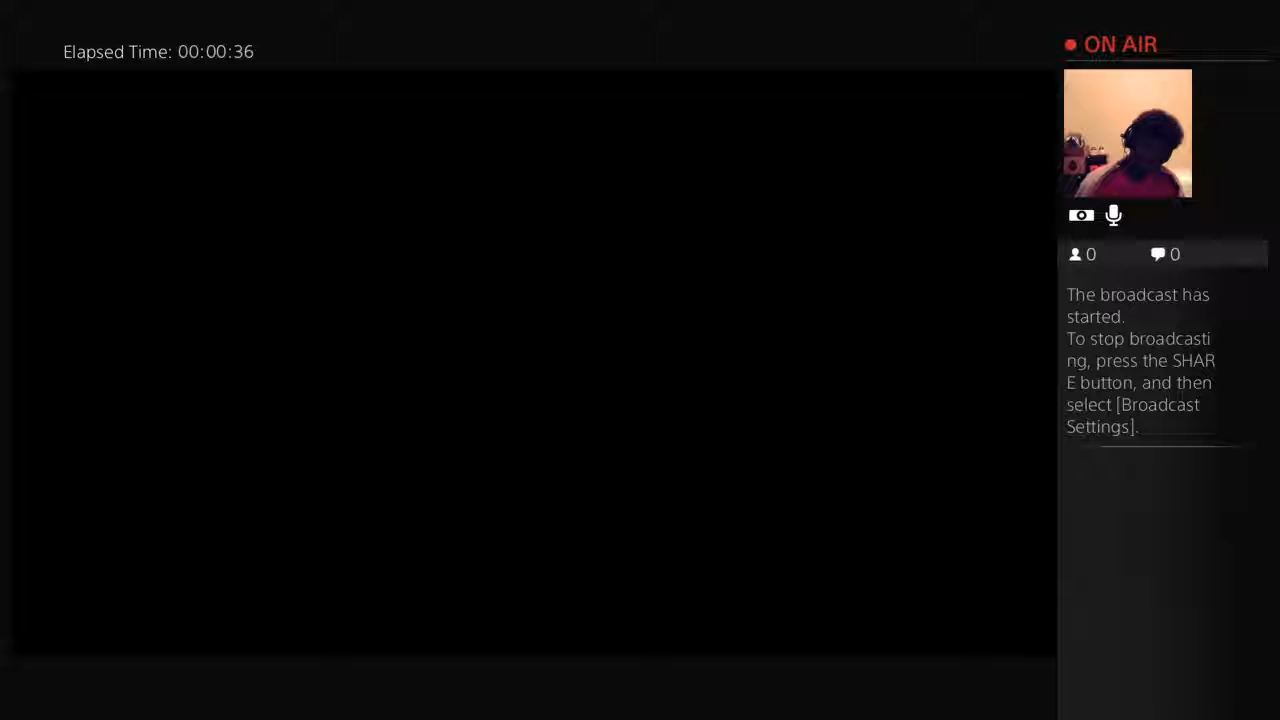 Elapsed Time: 00:00:36
ON AIR
0
0
The broadcast has
started.
To stop broadcasti
ng, press the SHAR
E button, and then
select [Broadcast
Settings].